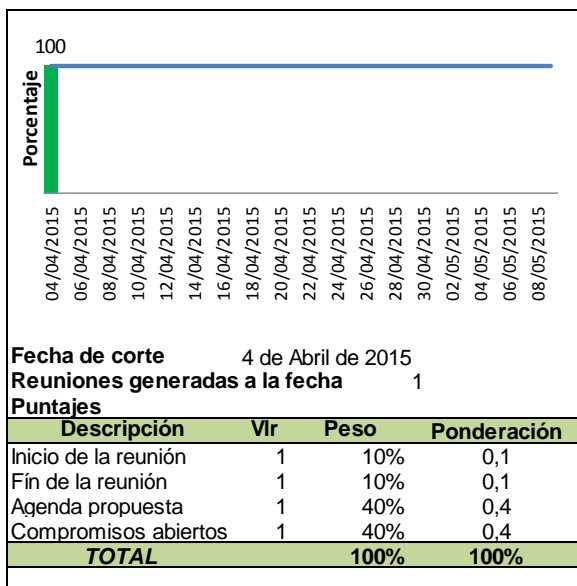 100
Porcentaje
04/04/2015
06/04/2015
08/04/2015
10/04/2015
12/04/2015
14/04/2015
16/04/2015
18/04/2015
20/04/2015
22/04/2015
24/04/2015
26/04/2015
28/04/2015
30/04/2015
02/05/2015
04/05/2015
06/05/2015
08/05/2015
Fecha de corte 4 de Abril de 2015
Reuniones generadas a la fecha 1
Puntajes
Descripción Vlr Peso Ponderación
Inicio de la reunión 1 10% 0,1
Fín de la reunión 1 10% 0,1
Agenda propuesta 1 40% 0,4
Compromisos abiertos 1 40% 0,4
TOTAL 100% 100%